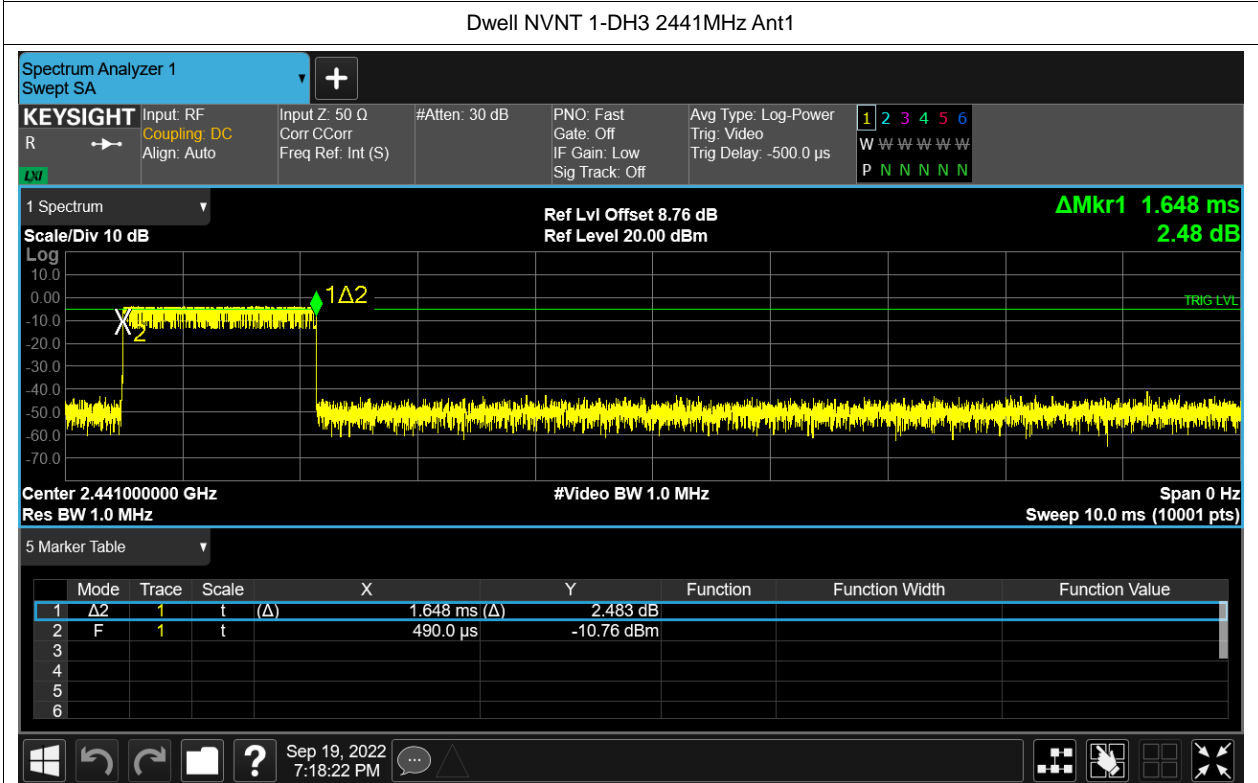 Dwell NVNT 1-DH3 2441MHz Ant1
Spectrum Analyzer 1
Swept SA
+
KEYSIGHT
R
LXI
Input: RF
Coupling: DC
Align: Auto
Input Z: 50 Ω
Corr CCorr
Freq Ref: Int (S)
#Atten: 30 dB
PNO: Fast
Gate: Off
IF Gain: Low
Sig Track: Off
Avg Type: Log-Power
Trig: Video
Trig Delay: -500.0 µs
1 2 3 4 5 6
W W W W W W
P N N N N N
1 Spectrum
Scale/Div 10 dB
Ref Lvl Offset 8.76 dB
Ref Level 20.00 dBm
ΔMkr1 1.648 ms
2.48 dB
Log
10.0
0.00
-10.0
-20.0
-30.0
-40.0
-50.0
-60.0
-70.0
1Δ2
2
TRIG LVL
Center 2.441000000 GHz
Res BW 1.0 MHz
#Video BW 1.0 MHz
Span 0 Hz
Sweep 10.0 ms (10001 pts)
5 Marker Table
Mode Trace Scale X Y Function Function Width Function Value
1 Δ2 1 t (Δ) 1.648 ms (Δ) 2.483 dB
2 F 1 t 490.0 µs -10.76 dBm
3
4
5
6
?
Sep 19, 2022
7:18:22 PM